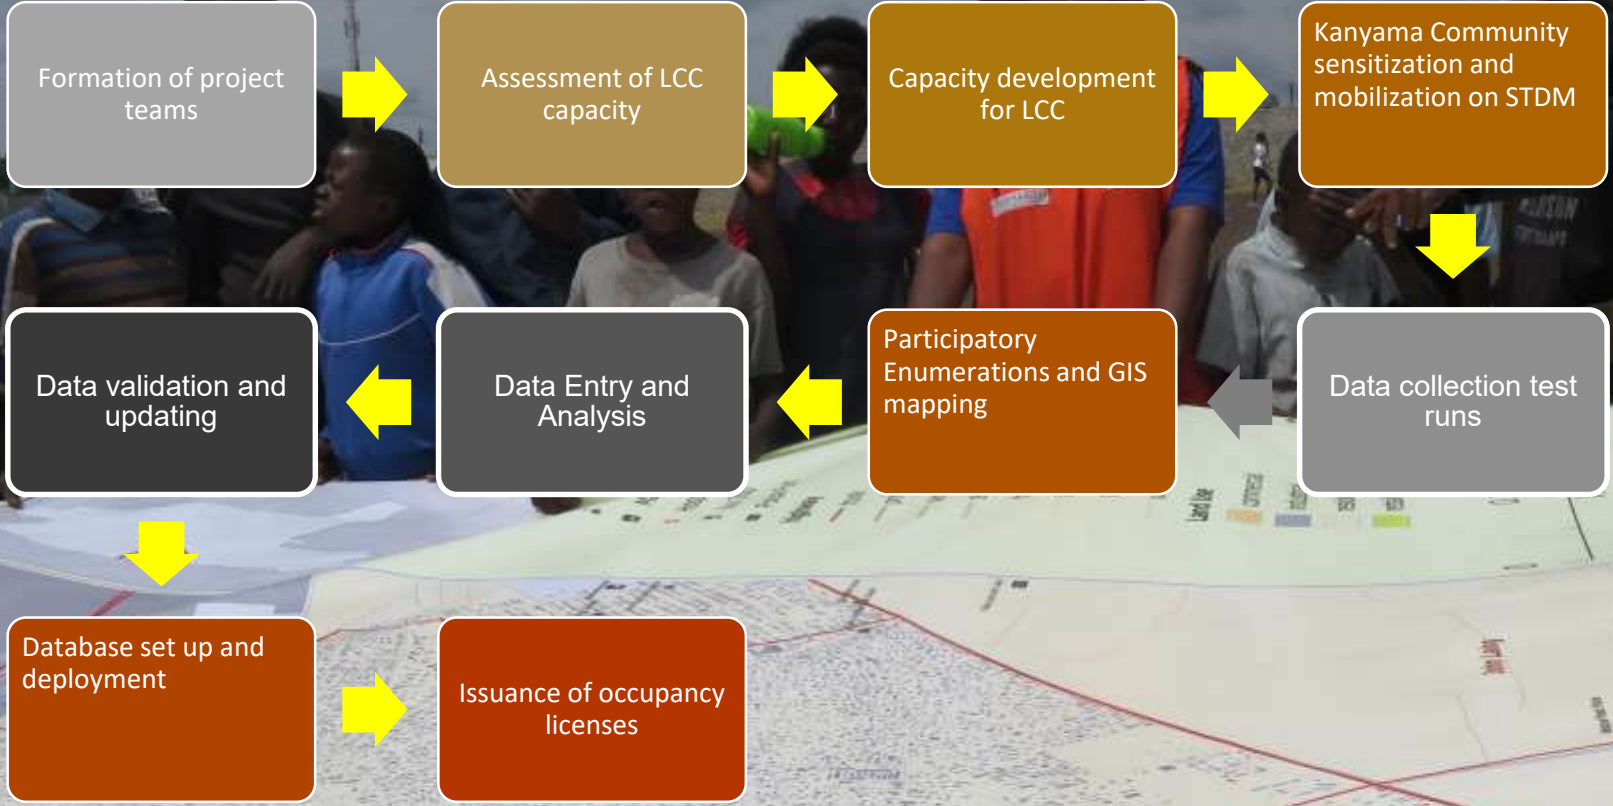 Formation of project
teams
Assessment of LCC
capacity
Capacity development
for LCC
Kanyama Community
sensitization and
mobilization on STDM
Data collection test
runs
Participatory
Enumerations and GIS
mapping
Data Entry and
Analysis
Data validation and
updating
Database set up and
deployment
Issuance of occupancy
licenses
Land Use